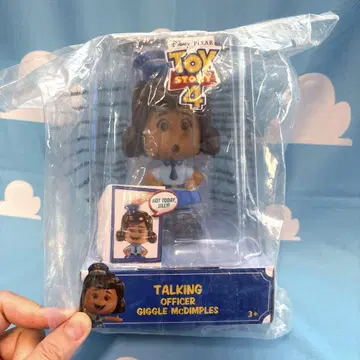 Disney · PIXAR
TOY
STORY
4
NOT TODAY,
SILLY!
TALKING
OFFICER
GIGGLE McDIMPLES
3+